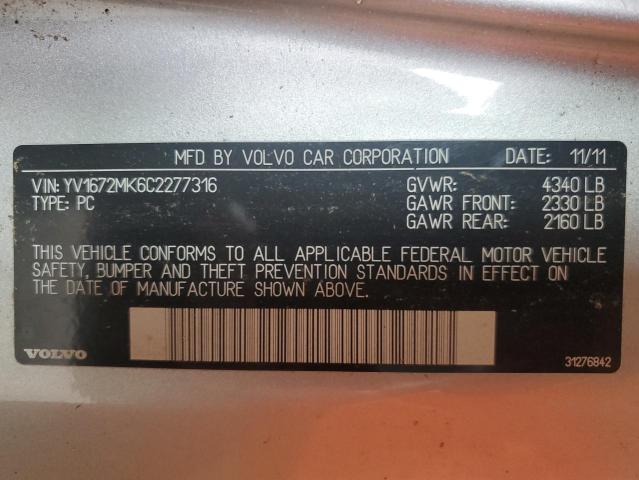 MFD BY VOLVO CAR CORPORATION DATE: 11/11
VIN: YV1672MK6C2277316 GVWR: 4340 LB
TYPE: PC GAWR FRONT: 2330 LB
GAWR REAR: 2160 LB
THIS VEHICLE CONFORMS TO ALL APPLICABLE FEDERAL MOTOR VEHICLE
SAFETY, BUMPER AND THEFT PREVENTION STANDARDS IN EFFECT ON
THE DATE OF MANUFACTURE SHOWN ABOVE.
VOLVO 31276842